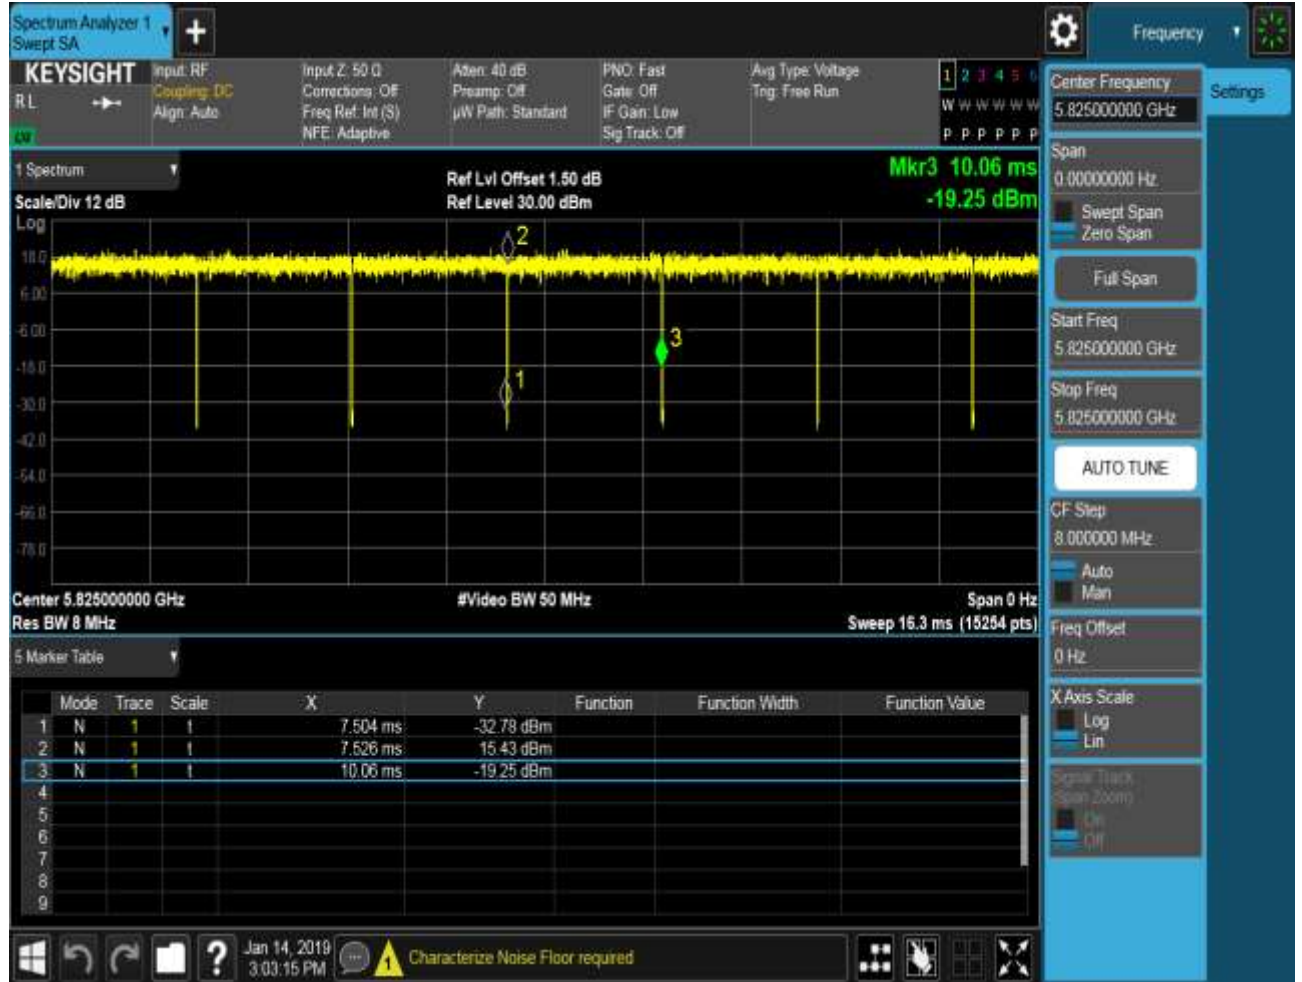 Spectrum Analyzer 1
Swept SA
+
Frequency
KEYSIGHT
RL
Input: RF
Coupling: DC
Align: Auto
Input Z: 50 Ω
Corrections: Off
Freq Ref: Int (S)
NFE: Adaptive
Atten: 40 dB
Preamp: Off
µW Path: Standard
PNO: Fast
Gate: Off
IF Gain: Low
Sig Track: Off
Avg Type: Voltage
Trig: Free Run
1 2 3 4 5 6
W W W W W W
P P P P P P
1 Spectrum
Scale/Div 12 dB
Log
Ref Lvl Offset 1.50 dB
Ref Level 30.00 dBm
Mkr3 10.06 ms
-19.25 dBm
18.0
6.00
-6.00
-18.0
-30.0
-42.0
-54.0
-66.0
-78.0
2
3
1
Center 5.825000000 GHz
#Video BW 50 MHz
Span 0 Hz
Res BW 8 MHz
Sweep 16.3 ms (15254 pts)
5 Marker Table
Mode Trace Scale X Y Function Function Width Function Value
1 N 1 t 7.504 ms -32.78 dBm
2 N 1 t 7.526 ms 15.43 dBm
3 N 1 t 10.06 ms -19.25 dBm
4
5
6
7
8
9
Center Frequency
5.825000000 GHz
Settings
Span
0.00000000 Hz
Swept Span
Zero Span
Full Span
Start Freq
5.825000000 GHz
Stop Freq
5.825000000 GHz
AUTO TUNE
CF Step
8.000000 MHz
Auto
Man
Freq Offset
0 Hz
X Axis Scale
Log
Lin
Signal Track
(Span Zoom)
On
Off
?
Jan 14, 2019
3:03:15 PM
1
Characterize Noise Floor required